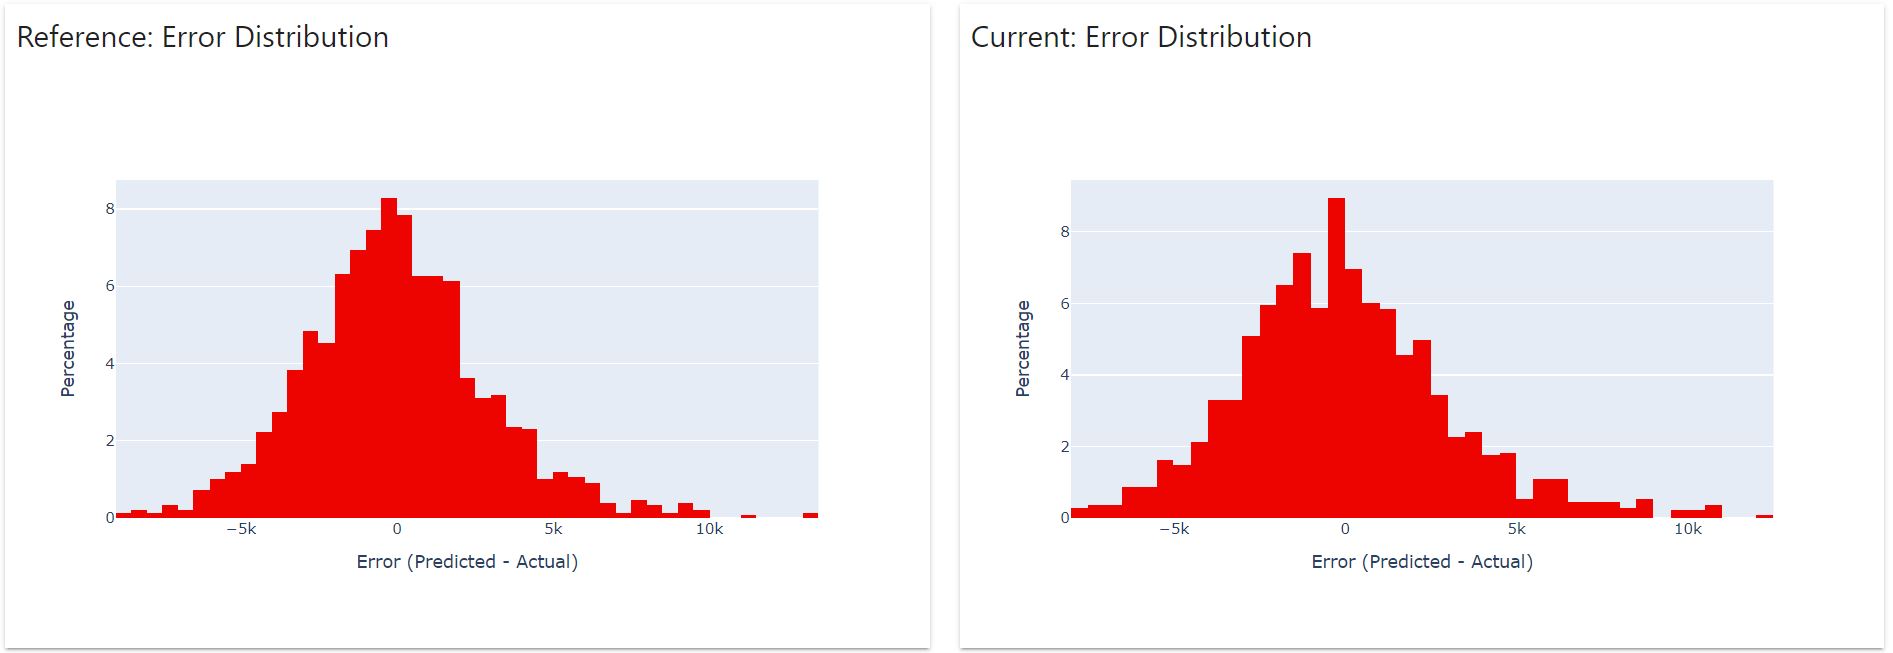 Reference: Error Distribution
8
6
4
2
0
Percentage
−5k 0 5k 10k
Error (Predicted - Actual)
Current: Error Distribution
8
6
4
2
0
Percentage
−5k 0 5k 10k
Error (Predicted - Actual)